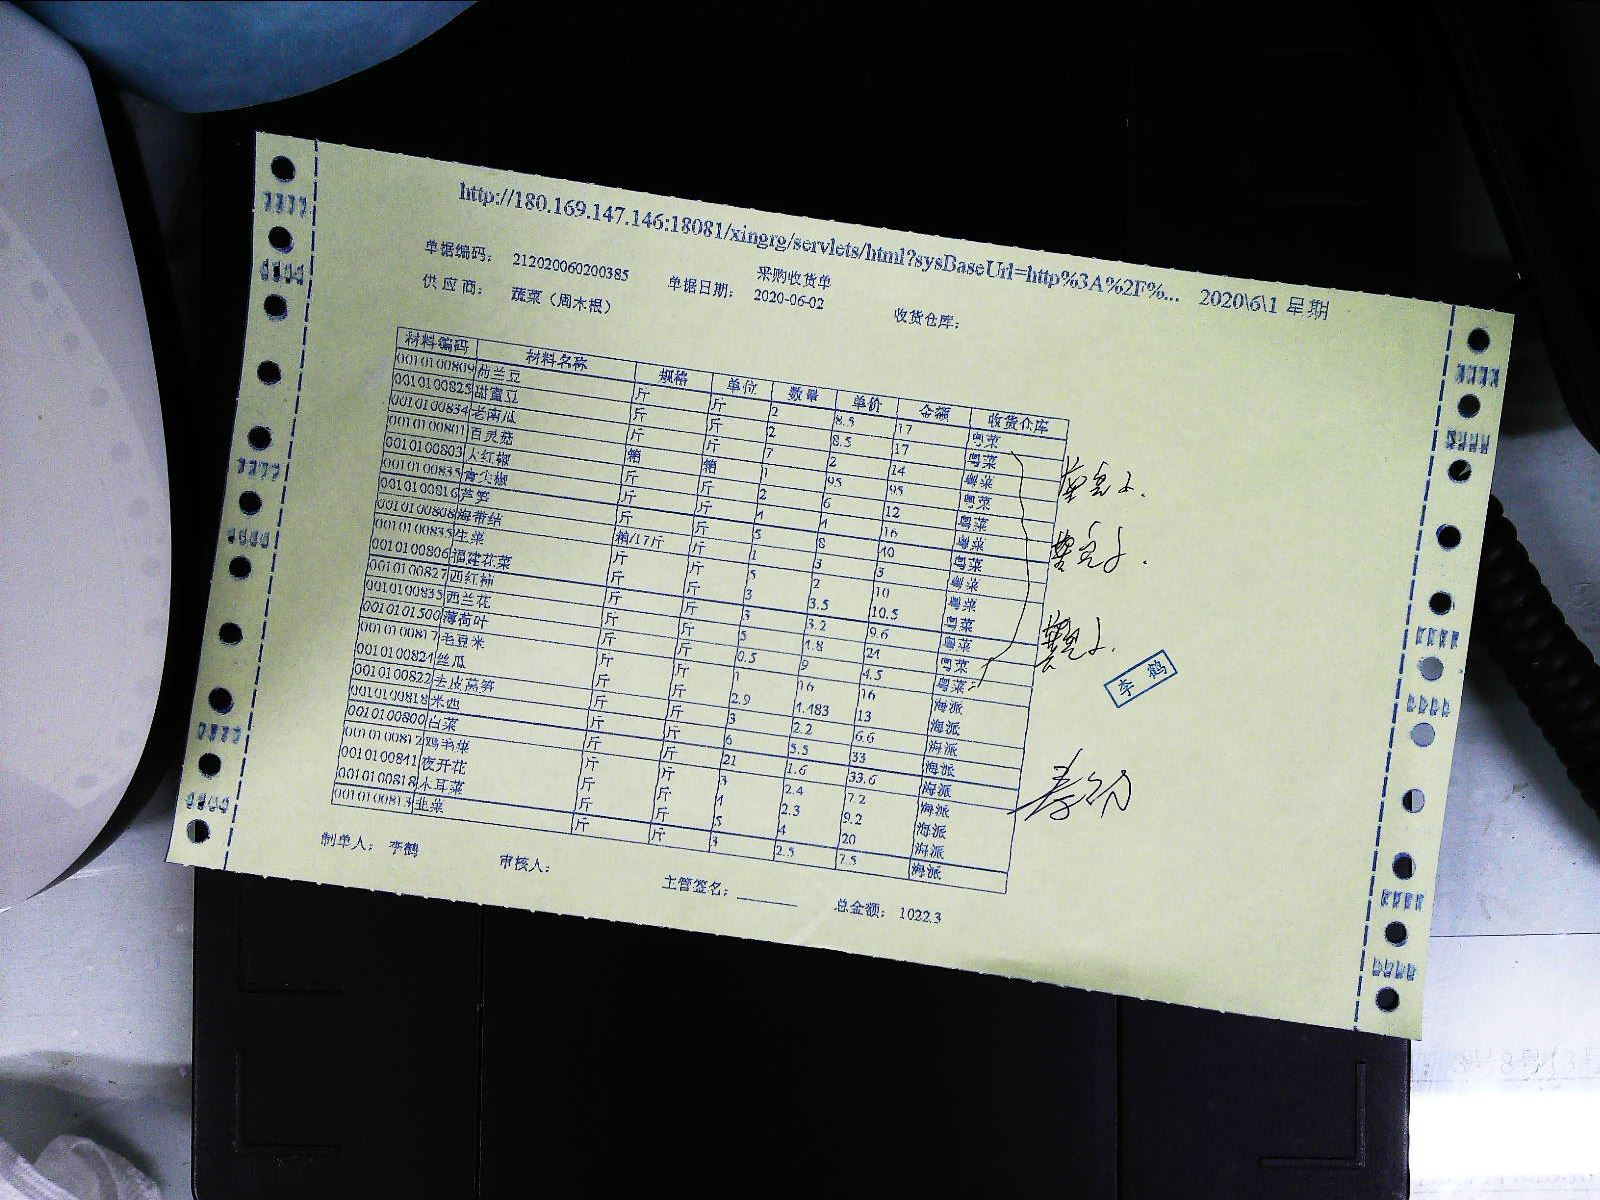 http://180.169.147.146:18081/xingrg/servlets/html?sysBaseUrl=http%3A%2F%... 2020\6\1 星期
采购收货单
单据编码: 212020060200385 单据日期: 2020-06-02 收货仓库:
供应商: 蔬菜（周木根）
材料编码 材料名称 规格 单位 数量 单价 金额 收货仓库
0010100809 荷兰豆 斤 斤 2 8.5 17 粤菜
0010100825 甜蜜豆 斤 斤 2 8.5 17 粤菜
0010100834 老南瓜 斤 斤 7 2 14 粤菜
0010100801 百灵菇 箱 箱 1 95 95 粤菜
0010100803 大红椒 斤 斤 2 6 12 粤菜
0010100835 青尖椒 斤 斤 4 4 16 粤菜
0010100816 芦笋 箱/17斤 斤 5 8 40 粤菜
0010100808 海带结 斤 斤 1 3 3 粤菜
0010100835 生菜 斤 斤 5 2 10 粤菜
0010100806 福建花菜 斤 斤 3 3.5 10.5 粤菜
0010100827 西红柿 斤 斤 3 3.2 9.6 粤菜
0010100835 西兰花 斤 斤 5 4.8 24 粤菜
0010101500 薄荷叶 斤 斤 0.5 9 4.5 粤菜
0010100817 毛豆米 斤 斤 1 16 16 海派
0010100824 丝瓜 斤 斤 2.9 4.483 13 海派
0010100822 去皮莴笋 斤 斤 3 2.2 6.6 海派
0010100818 米西 斤 斤 6 5.5 33 海派
0010100800 白菜 斤 斤 21 1.6 33.6 海派
0010100812 鸡毛菜 斤 斤 3 2.4 7.2 海派
0010100841 夜开花 斤 斤 4 2.3 9.2 海派
0010100818 木耳菜 斤 斤 5 4 20 海派
0010100813 韭菜 斤 斤 3 2.5 7.5 海派
李鹤
制单人: 李鹤 审核人: 主管签名: 总金额: 1022.3